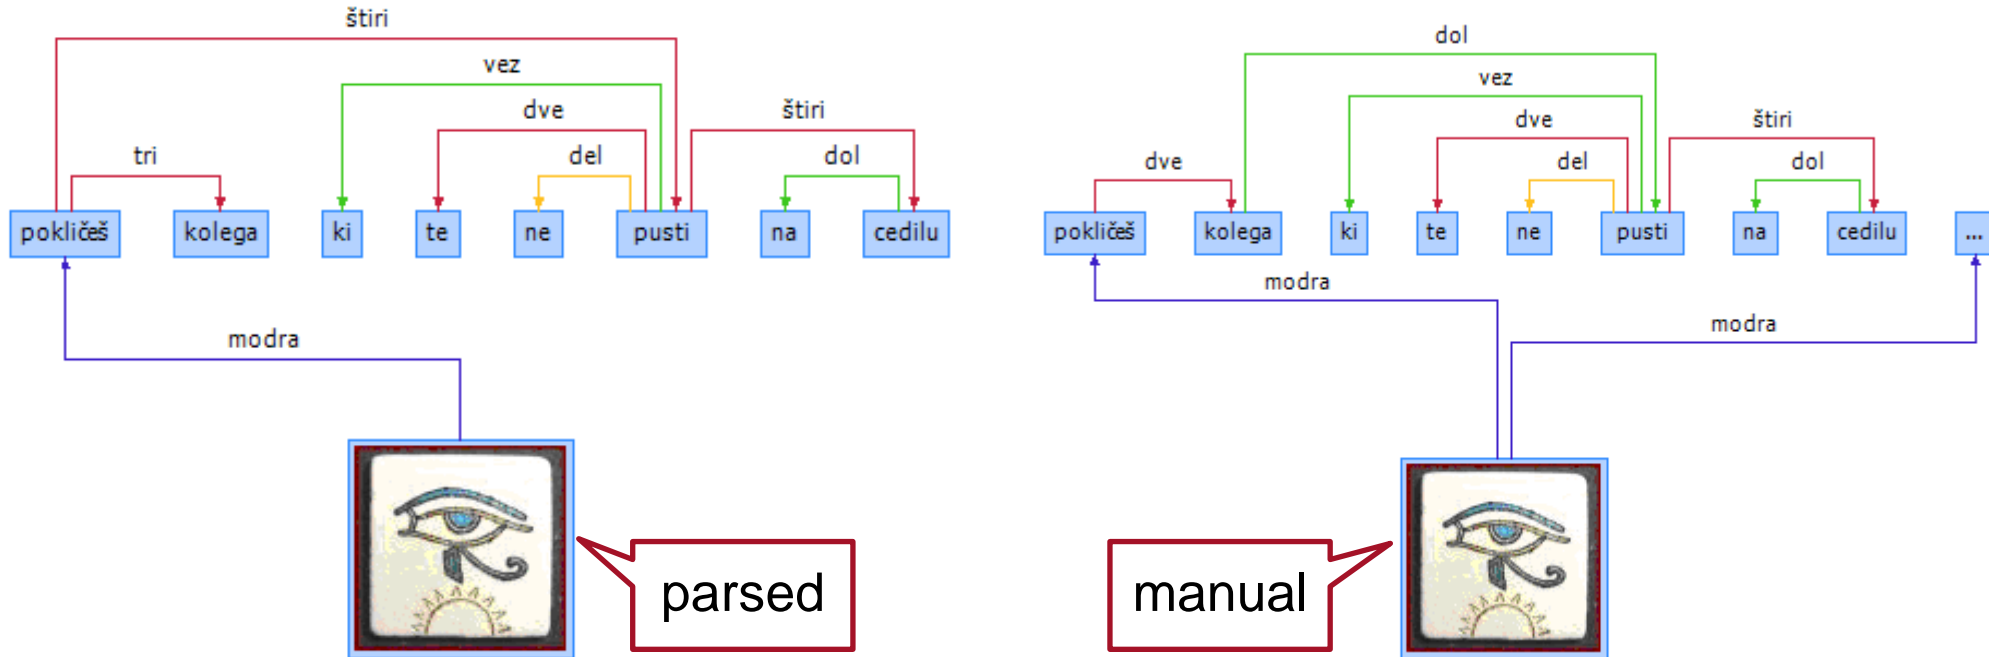 štiri
vez
dve
štiri
tri
del
dol
pokličeš kolega ki te ne pusti na cedilu
modra
parsed
dol
vez
dve
štiri
dve
del
dol
pokličeš kolega ki te ne pusti na cedilu ...
modra
modra
manual